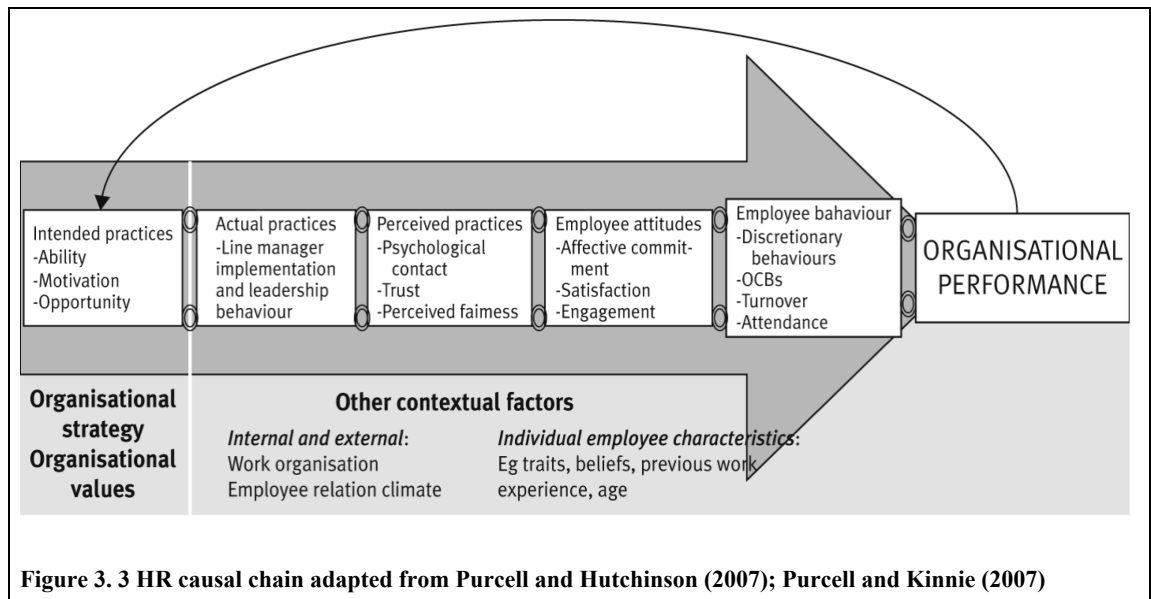 Intended practices
-Ability
-Motivation
-Opportunity
Actual practices
-Line manager
implementation
and leadership
behaviour
Perceived practices
-Psychological
contact
-Trust
-Perceived faimess
Employee attitudes
-Affective commit-
ment
-Satisfaction
-Engagement
Employee bahaviour
-Discretionary
behaviours
-OCBs
-Turnover
-Attendance
ORGANISATIONAL
PERFORMANCE
Organisational
strategy
Organisational
values
Other contextual factors
Internal and external:
Work organisation
Employee relation climate
Individual employee characteristics:
Eg traits, beliefs, previous work
experience, age
Figure 3. 3 HR causal chain adapted from Purcell and Hutchinson (2007); Purcell and Kinnie (2007)